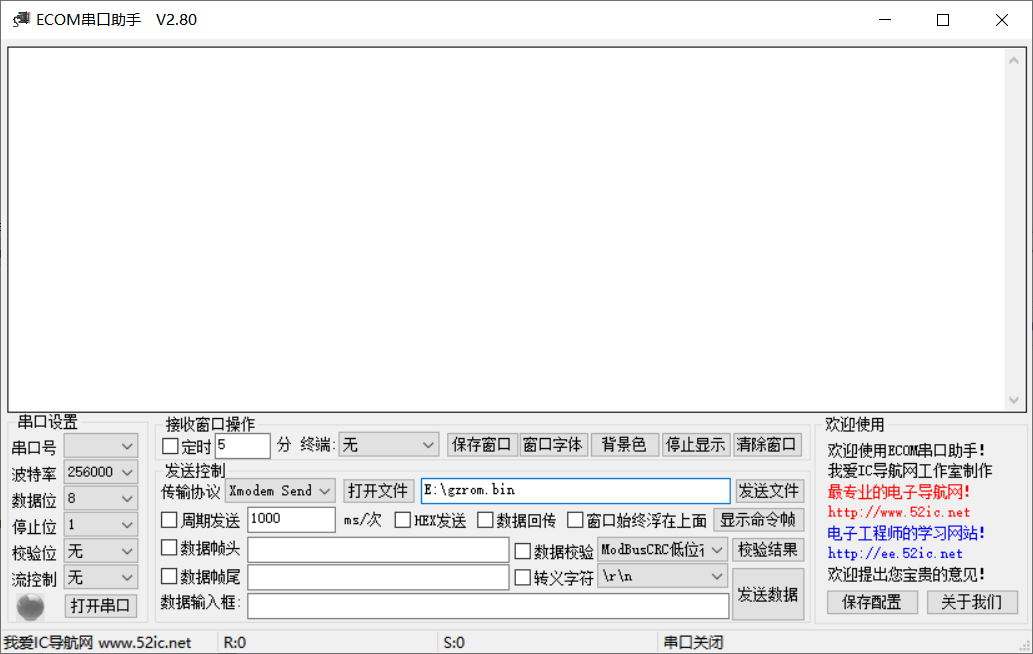 ECOM串口助手 V2.80
串口设置
串口号
波特率 256000
数据位 8
停止位 1
校验位 无
流控制 无
打开串口
接收窗口操作
定时 5 分 终端: 无 保存窗口 窗口字体 背景色 停止显示 清除窗口
发送控制
传输协议 Xmodem Send 打开文件 E:\gzrom.bin 发送文件
周期发送 1000 ms/次 HEX发送 数据回传 窗口始终浮在上面 显示命令帧
数据帧头 数据校验 ModBusCRC低位 校验结果
数据帧尾 转义字符 \r\n
数据输入框: 发送数据
欢迎使用
欢迎使用ECOM串口助手!
我爱IC导航网工作室制作
最专业的电子导航网!
http://www.52ic.net
电子工程师的学习网站!
http://ee.52ic.net
欢迎提出您宝贵的意见!
保存配置 关于我们
我爱IC导航网 www.52ic.net R:0 S:0 串口关闭